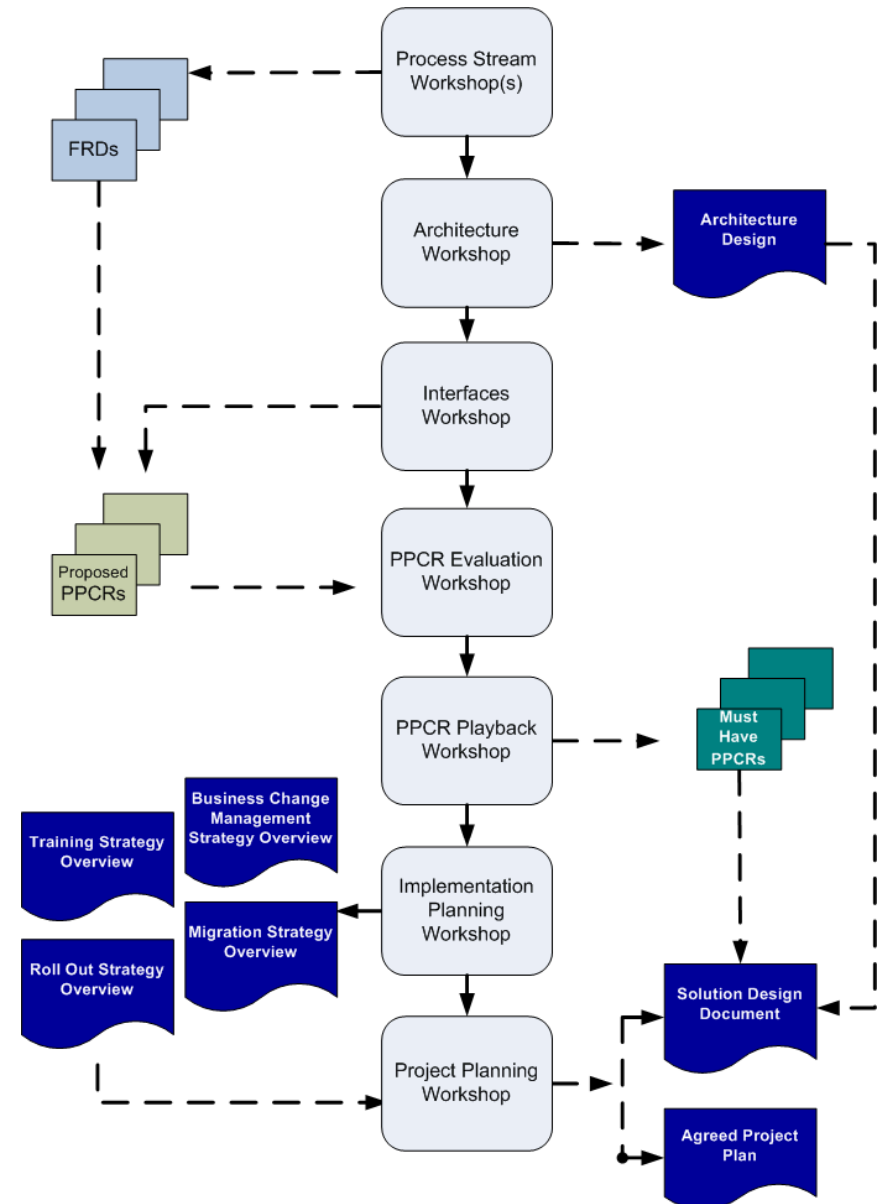 Process Stream
Workshop(s)
FRDs
Architecture
Workshop
Architecture
Design
Interfaces
Workshop
Proposed
PPCRs
PPCR Evaluation
Workshop
PPCR Playback
Workshop
Must
Have
PPCRs
Business Change
Management
Strategy Overview
Training Strategy
Overview
Implementation
Planning
Workshop
Migration Strategy
Overview
Roll Out Strategy
Overview
Solution Design
Document
Project Planning
Workshop
Agreed Project
Plan